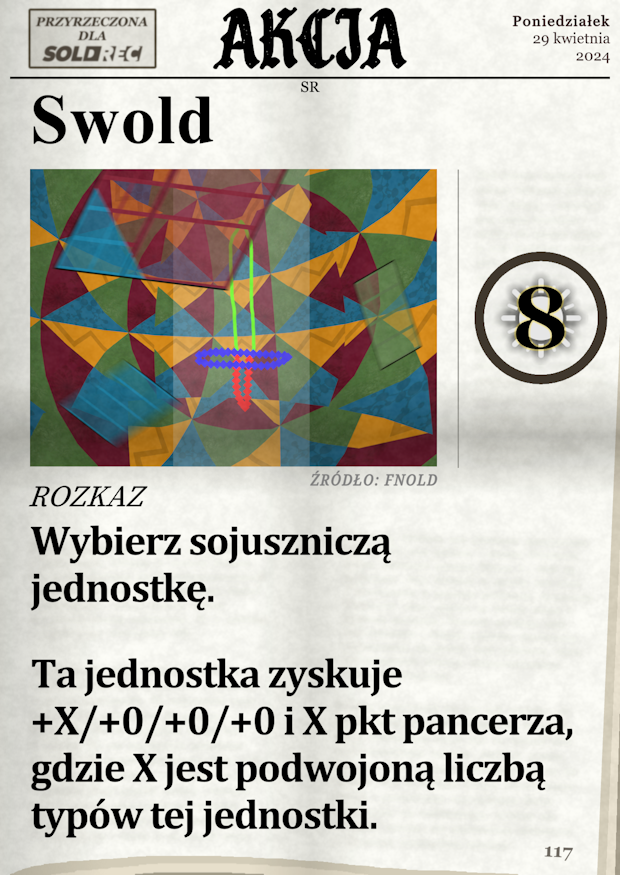 PRZYRZECZONA
DLA
SOLDREC
AKCJA
Poniedziałek
29 kwietnia
2024
SR
Swold
8
ŹRÓDŁO: FNOLD
ROZKAZ
Wybierz sojuszniczą
jednostkę.
Ta jednostka zyskuje
+X/+0/+0/+0 i X pkt pancerza,
gdzie X jest podwojoną liczbą
typów tej jednostki.
117